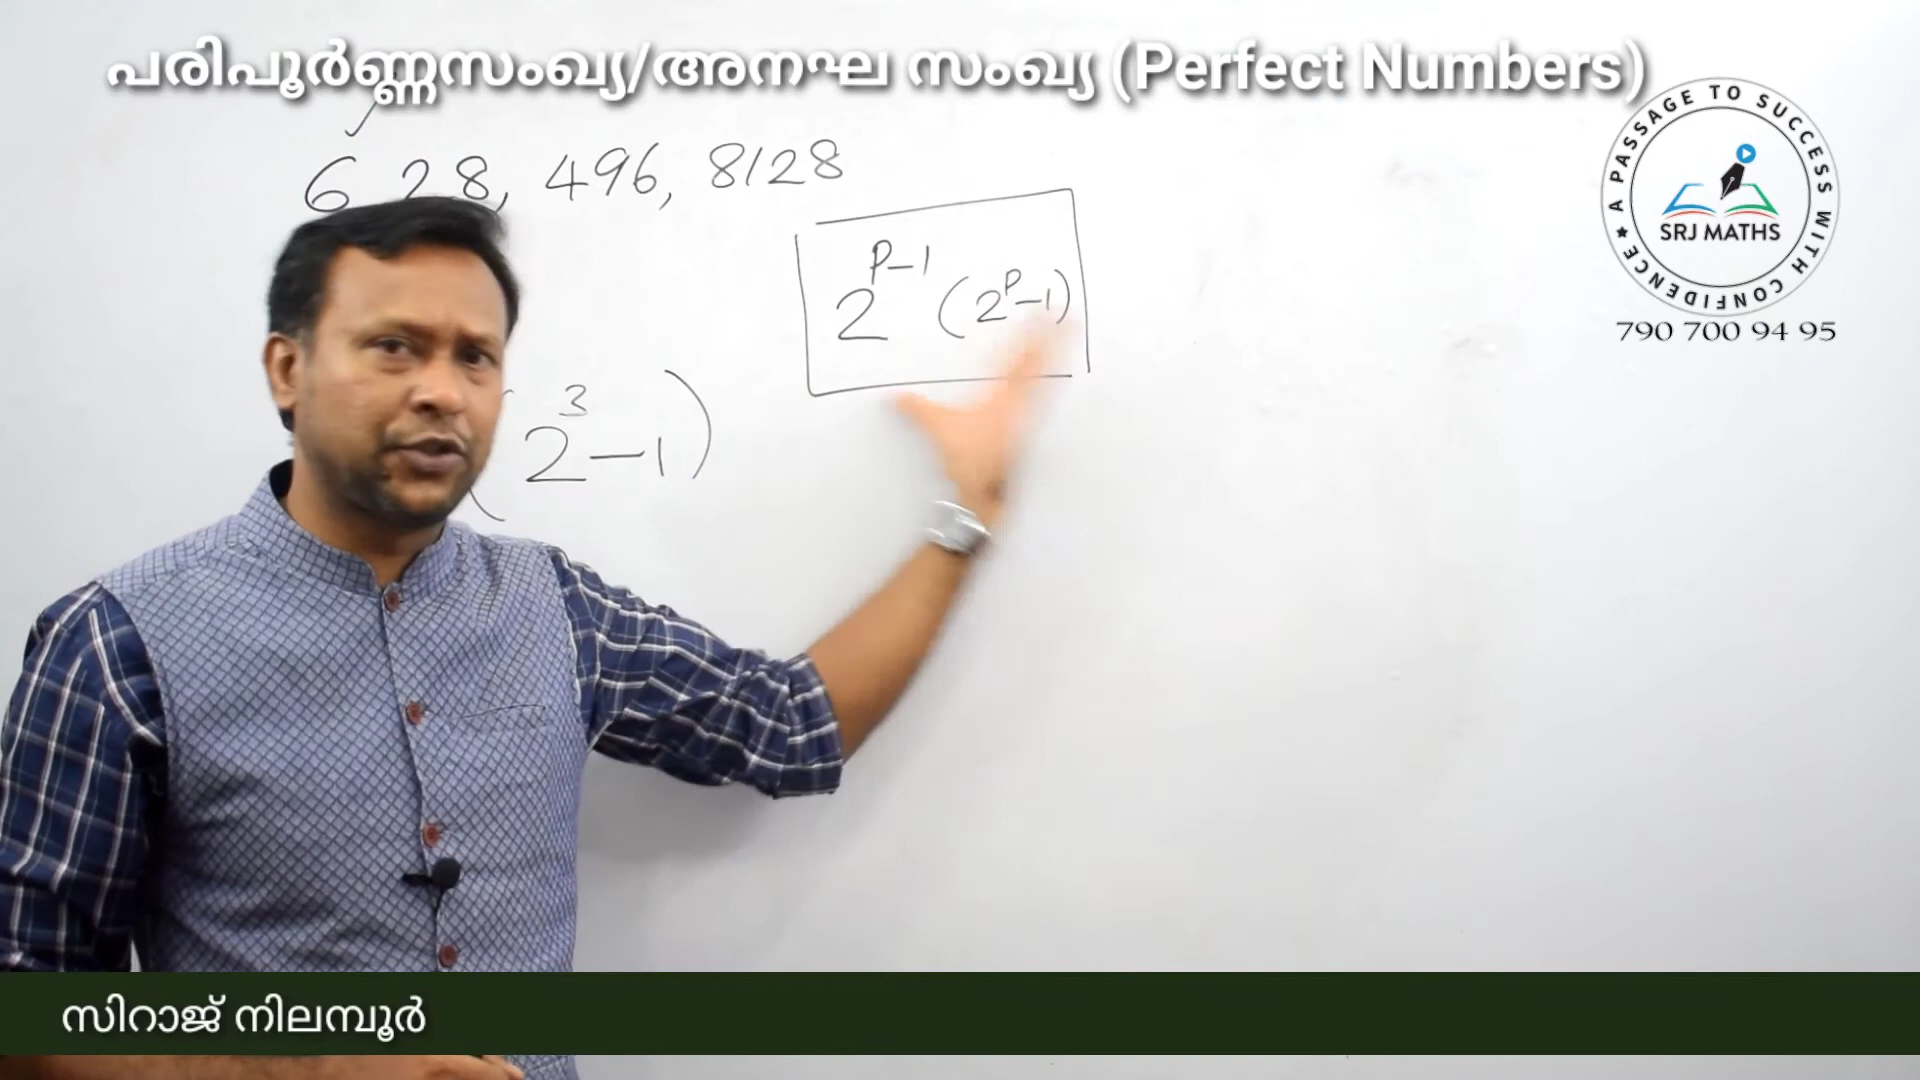 പരിപൂർണ്ണസംഖ്യ/അനഘ സംഖ്യ (Perfect Numbers)
6 28, 496, 8128
2^{P-1} (2^P-1)
(2^3-1)
A PASSAGE TO SUCCESS WITH CONFIDENCE
SRJ MATHS
790 700 94 95
സിറാജ് നിലമ്പൂർ